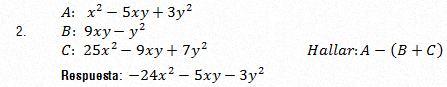 A: x² − 5xy + 3y²
2. B: 9xy − y²
C: 25x² − 9xy + 7y² Hallar: A − (B + C)
Respuesta: −24x² − 5xy − 3y²